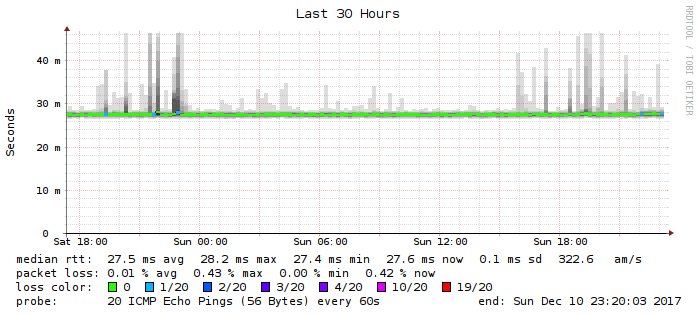 Last 30 Hours
RRDTOOL / TOBI OETIKER
Seconds
40 m
30 m
20 m
10 m
0
Sat 18:00 Sun 00:00 Sun 06:00 Sun 12:00 Sun 18:00
median rtt: 27.5 ms avg 28.2 ms max 27.4 ms min 27.6 ms now 0.1 ms sd 322.6 am/s
packet loss: 0.01 % avg 0.43 % max 0.00 % min 0.42 % now
loss color: 0 1/20 2/20 3/20 4/20 10/20 19/20
probe: 20 ICMP Echo Pings (56 Bytes) every 60s end: Sun Dec 10 23:20:03 2017